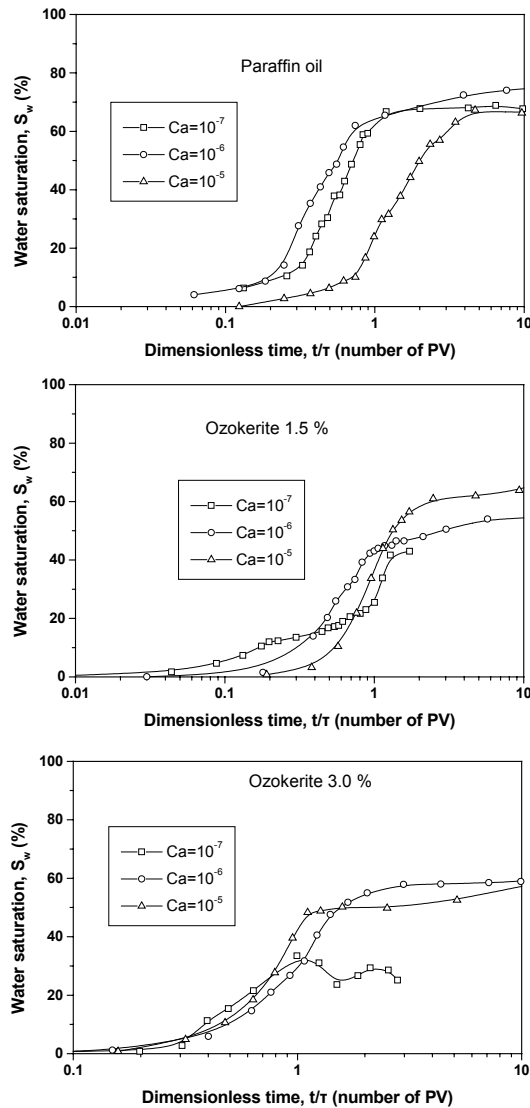 100
80
60
40
20
0
Water saturation, S_w (%)
Paraffin oil
Ca=10⁻⁷
Ca=10⁻⁶
Ca=10⁻⁵
0.01 0.1 1 10
Dimensionless time, t/τ (number of PV)
100
80
60
40
20
0
Water saturation, S_w (%)
Ozokerite 1.5 %
Ca=10⁻⁷
Ca=10⁻⁶
Ca=10⁻⁵
0.01 0.1 1 10
Dimensionless time, t/τ (number of PV)
100
80
60
40
20
0
Water saturation, S_w (%)
Ozokerite 3.0 %
Ca=10⁻⁷
Ca=10⁻⁶
Ca=10⁻⁵
0.1 1 10
Dimensionless time, t/τ (number of PV)